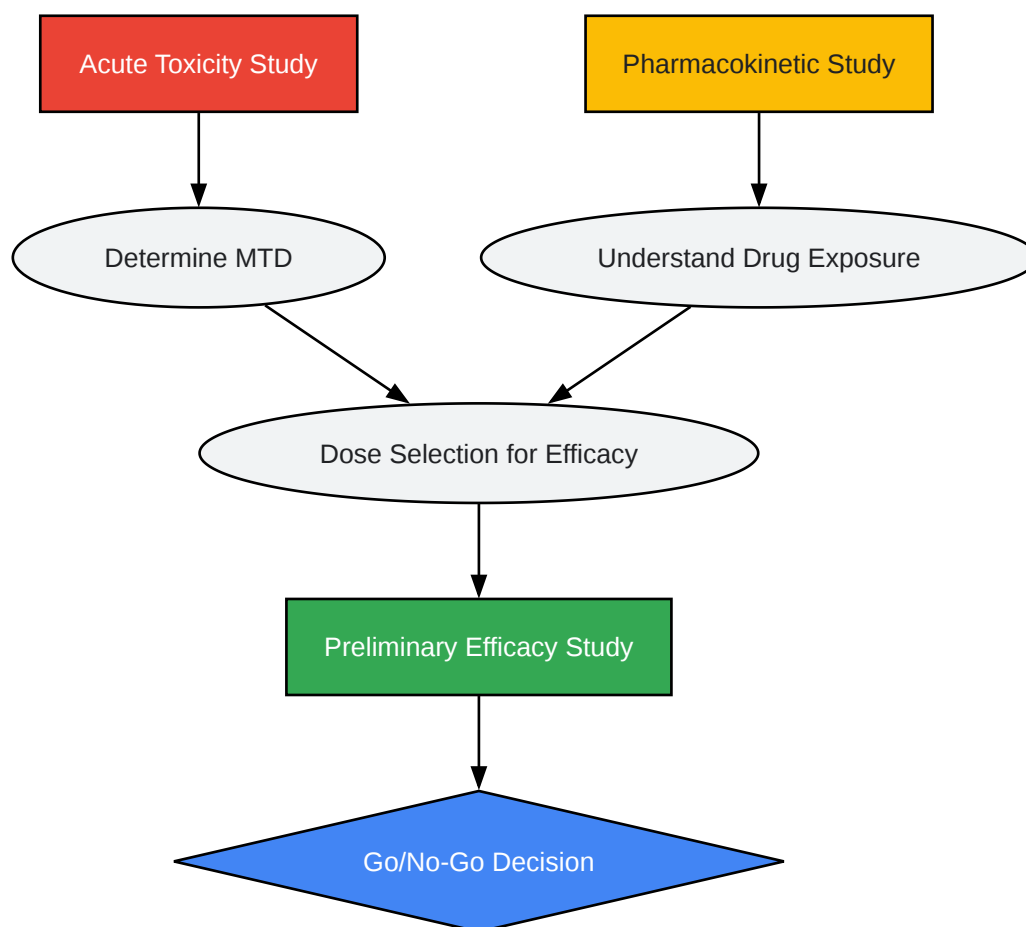 Acute Toxicity Study
Pharmacokinetic Study
Determine MTD
Understand Drug Exposure
Dose Selection for Efficacy
Preliminary Efficacy Study
Go/No-Go Decision